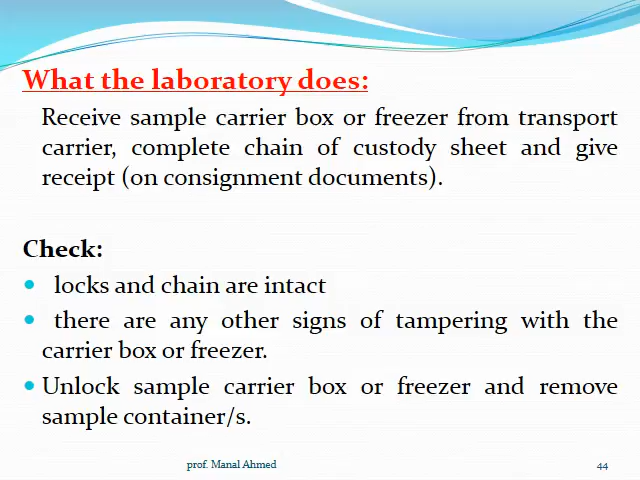 What the laboratory does:
Receive sample carrier box or freezer from transport
carrier, complete chain of custody sheet and give
receipt (on consignment documents).
Check:
• locks and chain are intact
• there are any other signs of tampering with the
carrier box or freezer.
• Unlock sample carrier box or freezer and remove
sample container/s.
prof. Manal Ahmed
44